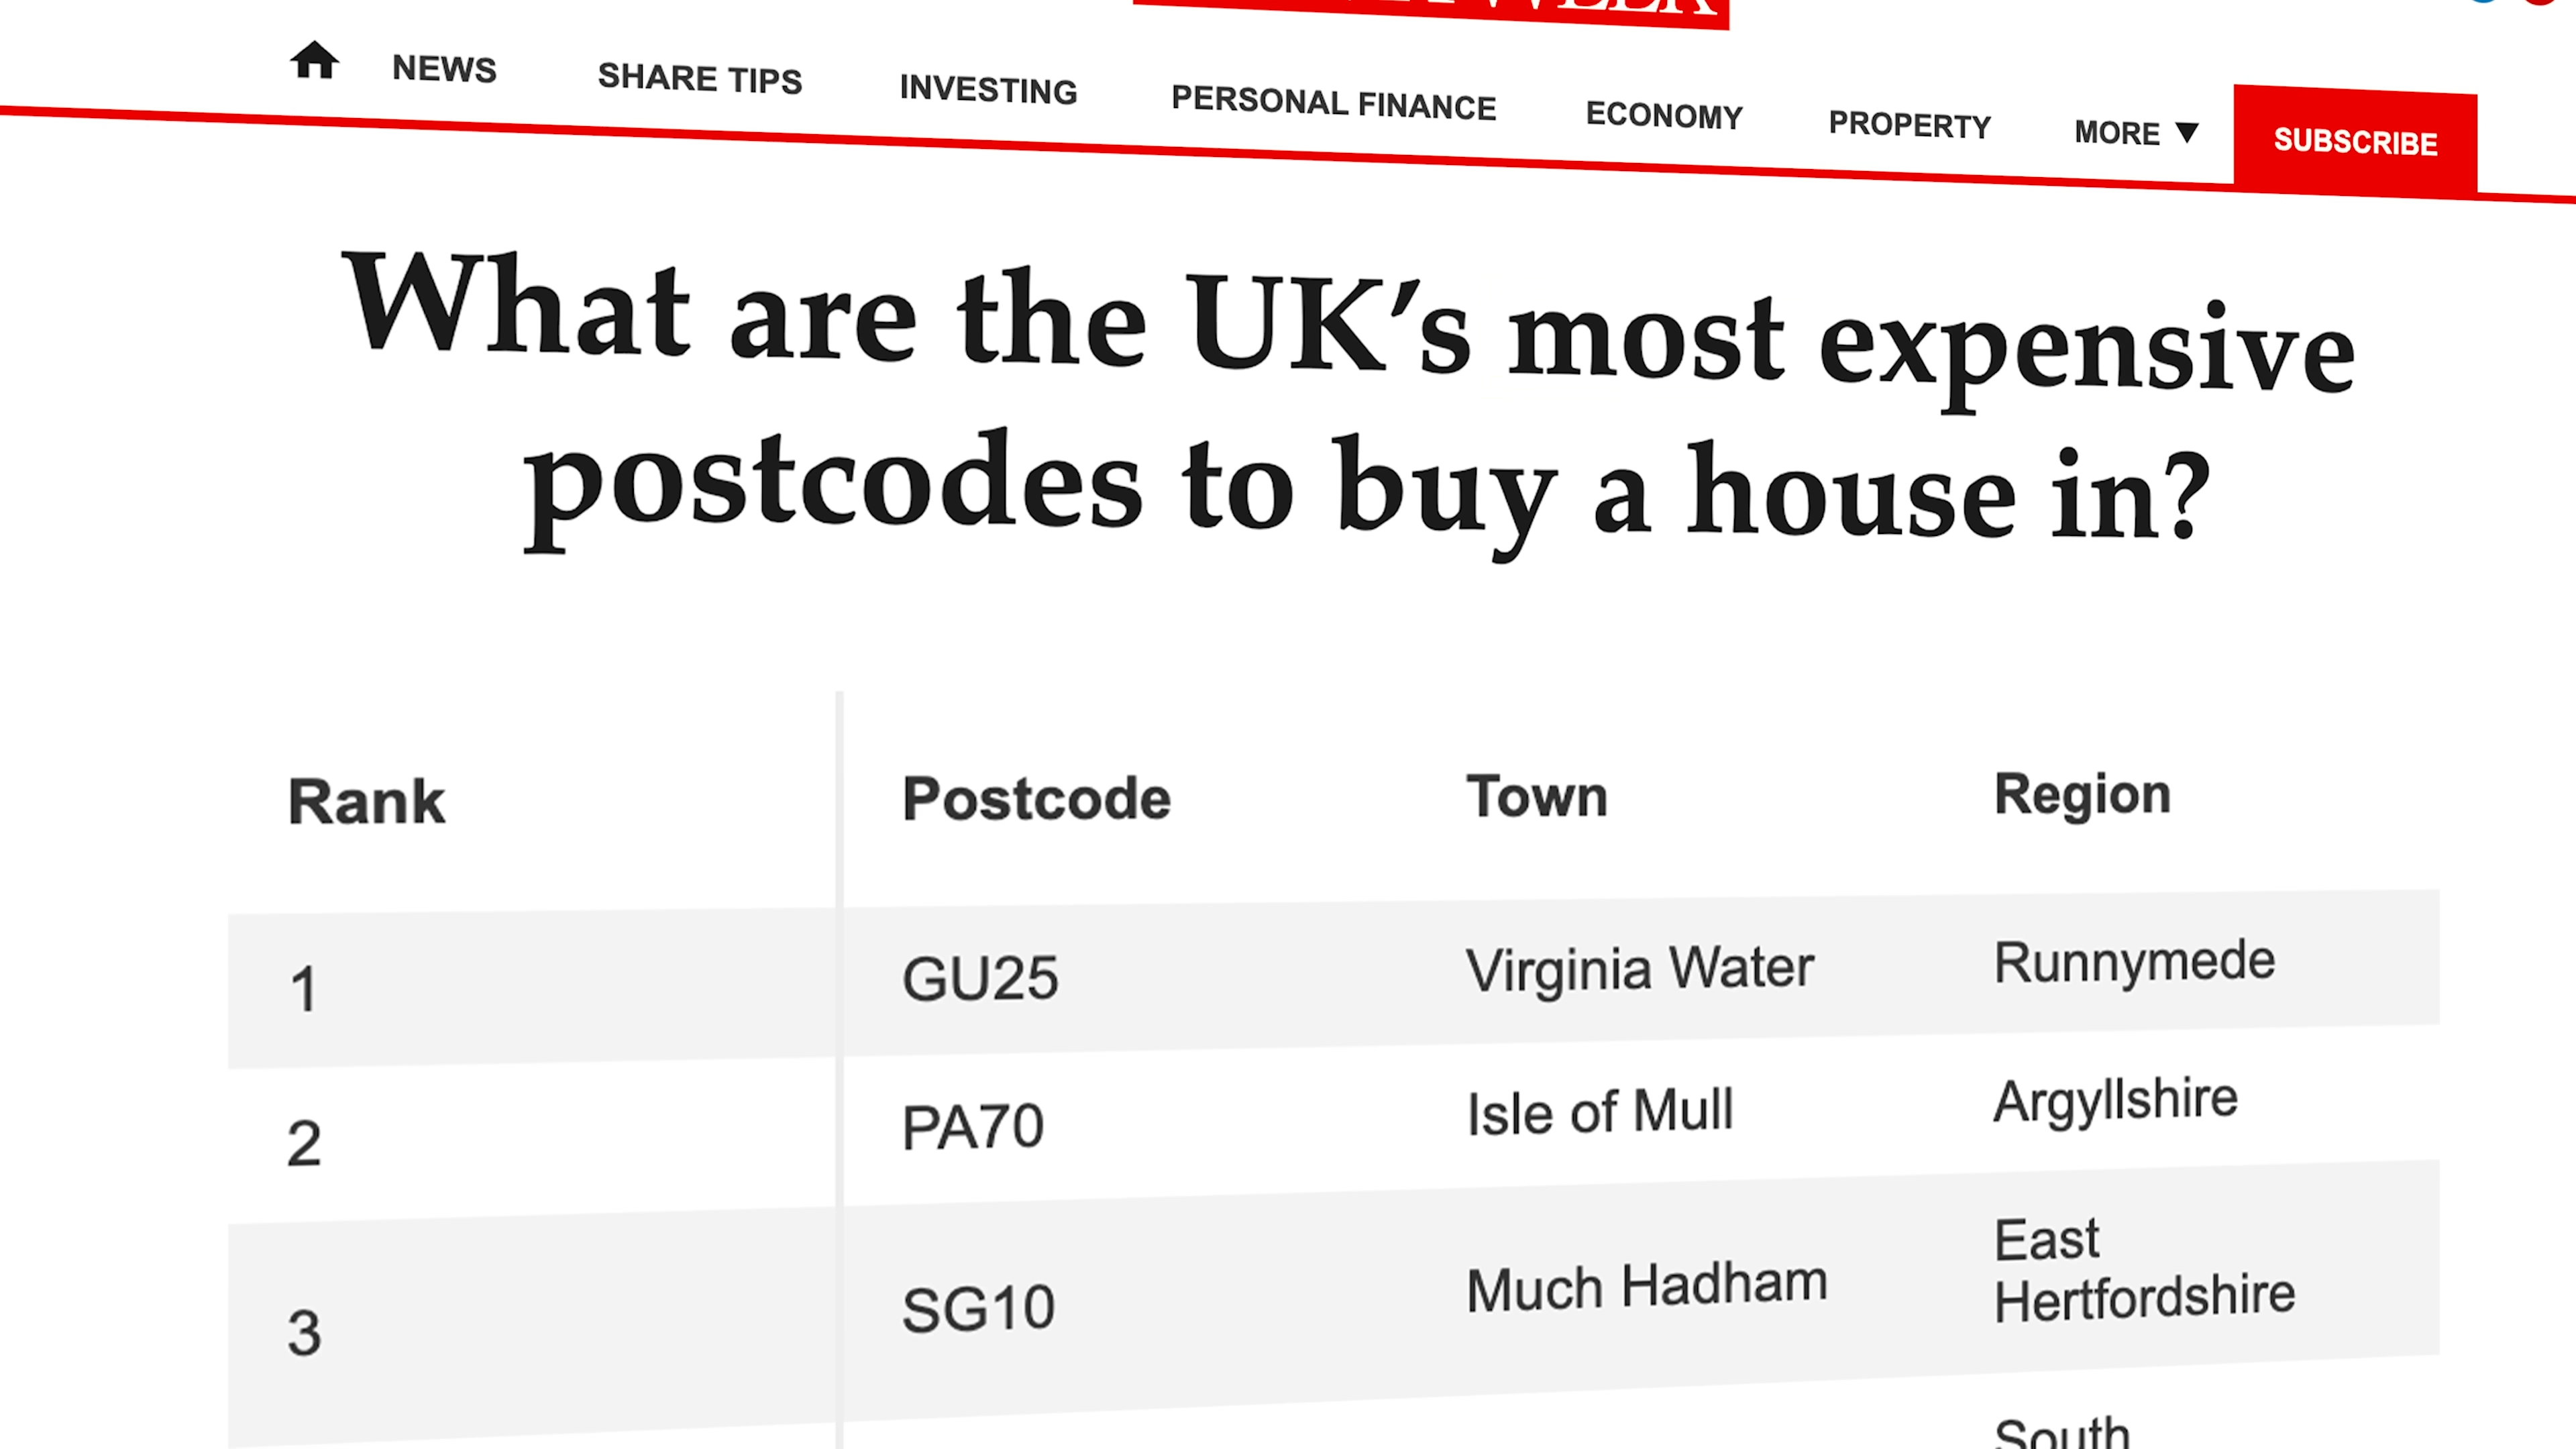 WEEK
NEWS SHARE TIPS INVESTING PERSONAL FINANCE ECONOMY PROPERTY MORE ▼ SUBSCRIBE
What are the UK’s most expensive
postcodes to buy a house in?
Rank Postcode Town Region
1 GU25 Virginia Water Runnymede
2 PA70 Isle of Mull Argyllshire
3 SG10 Much Hadham East
Hertfordshire
South